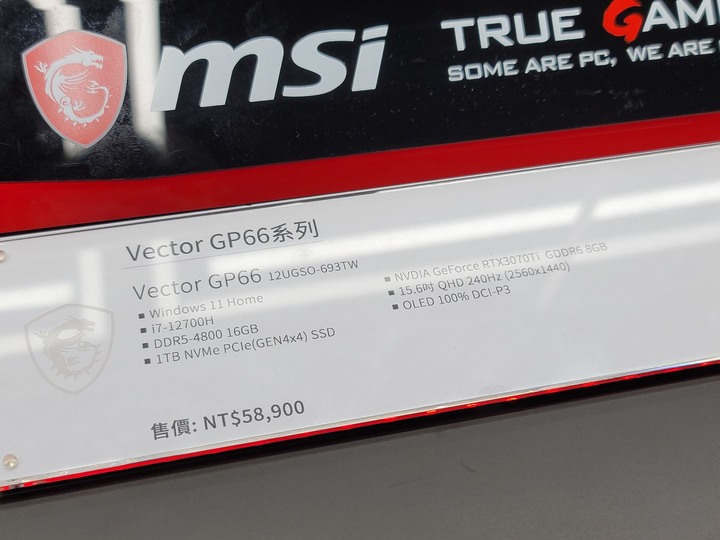 msi
TRUE GAM
SOME ARE PC, WE ARE
Vector GP66系列
Vector GP66 12UGSO-693TW
■ Windows 11 Home
■ i7-12700H
■ DDR5-4800 16GB
■ 1TB NVMe PCIe(GEN4x4) SSD
■ NVDIA GeForce RTX3070Ti GDDR6 8GB
■ 15.6吋 QHD 240Hz (2560x1440)
■ OLED 100% DCI-P3
售價: NT$58,900